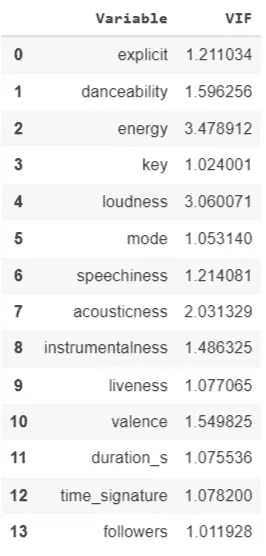 Variable VIF
0 explicit 1.211034
1 danceability 1.596256
2 energy 3.478912
3 key 1.024001
4 loudness 3.060071
5 mode 1.053140
6 speechiness 1.214081
7 acousticness 2.031329
8 instrumentalness 1.486325
9 liveness 1.077065
10 valence 1.549825
11 duration_s 1.075536
12 time_signature 1.078200
13 followers 1.011928